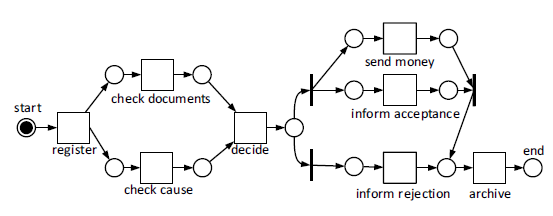 send money
check documents
inform acceptance
start
end
register
decide
check cause
inform rejection
archive